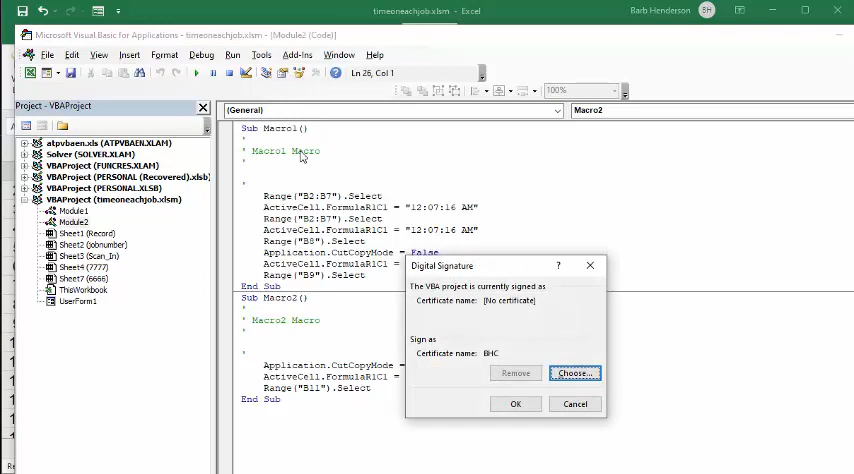 timeoneachjob.xlsm - Excel
Barb Henderson
BH
Microsoft Visual Basic for Applications - [timeoneachjob.xlsm - [Module2 (Code)]
File Edit View Insert Format Debug Run Tools Add-Ins Window Help
Ln 26, Col 1
100%
Project - VBAProject
(General)
Macro2
atpvbaen.xls (ATPVBAEN.XLAM)
Solver (SOLVER.XLAM)
VBAProject (FUNCRES.XLAM)
VBAProject (PERSONAL (Recovered).xlsb)
VBAProject (PERSONAL.XLSB)
VBAProject (timeoneachjob.xlsm)
Module1
Module2
Sheet1 (Record)
Sheet2 (jobnumber)
Sheet3 (Scan_In)
Sheet4 (7777)
Sheet7 (6666)
ThisWorkbook
UserForm1
Sub Macro1()
'
' Macro1 Macro
'
'
Range("B2:B7").Select
ActiveCell.FormulaR1C1 = "12:07:16 AM"
Range("B2:B7").Select
ActiveCell.FormulaR1C1 = "12:07:16 AM"
Range("B8").Select
Application.CutCopyMode = False
ActiveCell.FormulaR1C1 =
Range("B9").Select
End Sub
Sub Macro2()
'
' Macro2 Macro
'
'
Application.CutCopyMode =
ActiveCell.FormulaR1C1 =
Range("B11").Select
End Sub
Digital Signature
?
The VBA project is currently signed as
Certificate name: [No certificate]
Sign as
Certificate name: BHC
Remove
Choose...
OK
Cancel